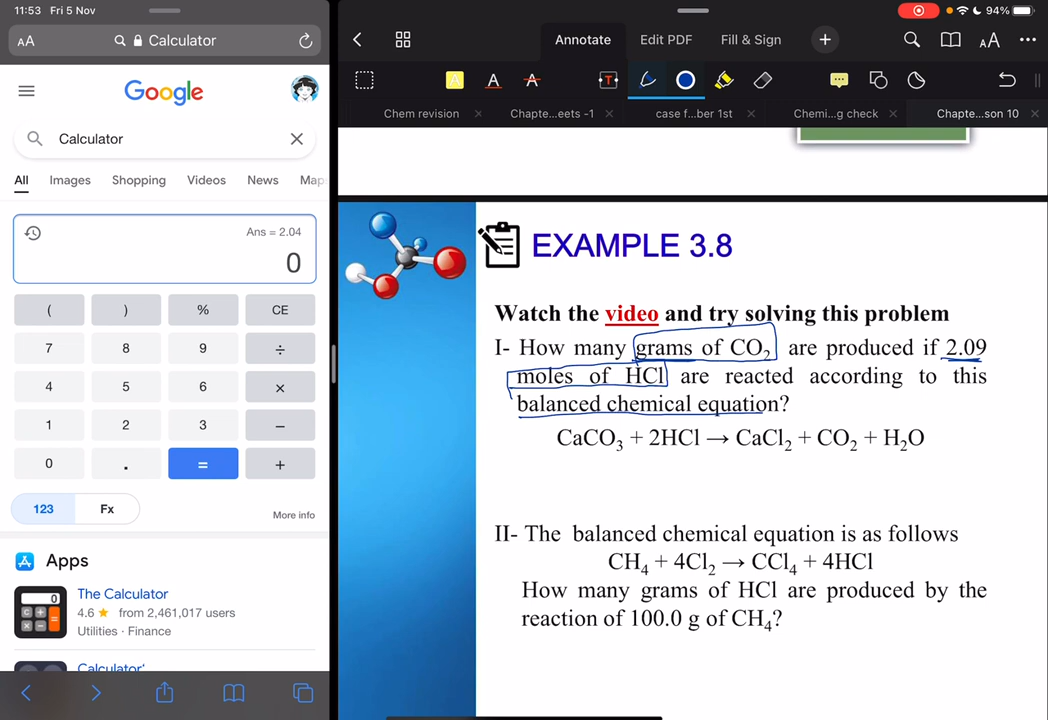 11:53 Fri 5 Nov
94%
AA
Calculator
Google
Calculator
All Images Shopping Videos News Map
Ans = 2.04
0
( ) % CE
7 8 9 ÷
4 5 6 ×
1 2 3 −
0 . = +
123 Fx
More info
Apps
The Calculator
4.6 ★ from 2,461,017 users
Utilities · Finance
Calculator'
Annotate Edit PDF Fill & Sign
AA
A A A T
Chem revision × Chapte...eets -1 × case f...ber 1st × Chemi...g check × Chapte...son 10 ×
EXAMPLE 3.8
Watch the video and try solving this problem
I- How many grams of CO₂ are produced if 2.09
moles of HCl are reacted according to this
balanced chemical equation?
CaCO₃ + 2HCl → CaCl₂ + CO₂ + H₂O
II- The balanced chemical equation is as follows
CH₄ + 4Cl₂ → CCl₄ + 4HCl
How many grams of HCl are produced by the
reaction of 100.0 g of CH₄?